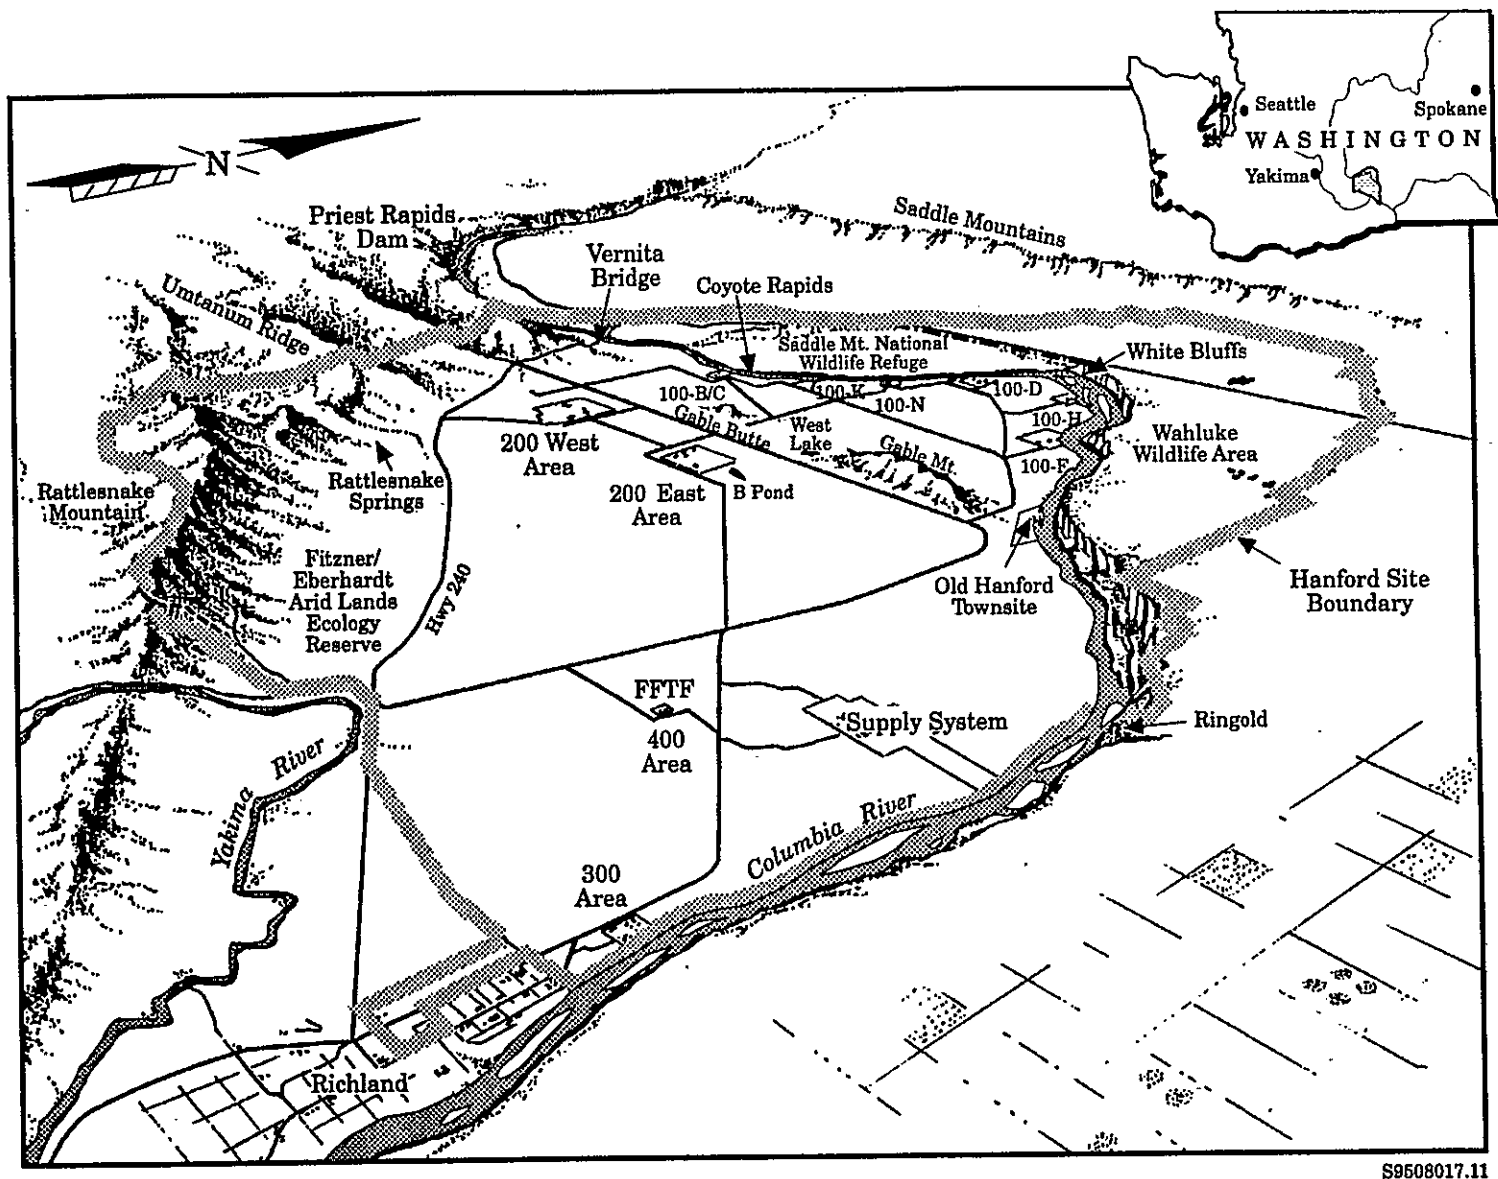 Seattle
Spokane
WASHINGTON
Yakima
N
Priest Rapids
Dam
Saddle Mountains
Vernita
Bridge
Coyote Rapids
Umtanum Ridge
Saddle Mt. National
Wildlife Refuge
White Bluffs
100-B/C
100-K
100-N
100-D
100-H
100-F
Gable Butte
West
Lake
Gable Mt.
Wahluke
Wildlife Area
200 West
Area
Rattlesnake
Mountain
Rattlesnake
Springs
200 East
Area
B Pond
Fitzner/
Eberhardt
Arid Lands
Ecology
Reserve
Hwy 240
Old Hanford
Townsite
Hanford Site
Boundary
FFTF
400
Area
Supply System
Ringold
Yakima River
Columbia River
300
Area
Richland
S9508017.11